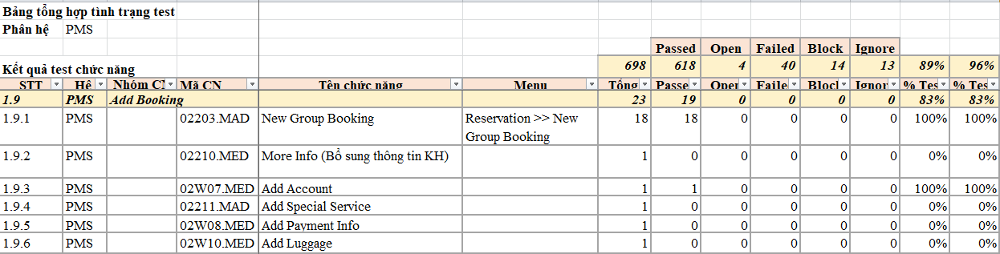 Bảng tổng hợp tình trạng test
Phân hệ PMS
Passed Open Failed Block Ignore
Kết quả test chức năng 698 618 4 40 14 13 89% 96%
STT Hệ Nhóm CN Mã CN Tên chức năng Menu Tổng Passe Open Faile Block Ignor % Tes % Tes
1.9 PMS Add Booking 23 19 0 0 0 0 83% 83%
1.9.1 PMS 02203.MAD New Group Booking Reservation >> New 18 18 0 0 0 0 100% 100%
Group Booking
1.9.2 PMS 02210.MED More Info (Bổ sung thông tin KH) 1 0 0 0 0 0 0% 0%
1.9.3 PMS 02W07.MED Add Account 1 1 0 0 0 0 100% 100%
1.9.4 PMS 02211.MAD Add Special Service 1 0 0 0 0 0 0% 0%
1.9.5 PMS 02W08.MED Add Payment Info 1 0 0 0 0 0 0% 0%
1.9.6 PMS 02W10.MED Add Luggage 1 0 0 0 0 0 0% 0%